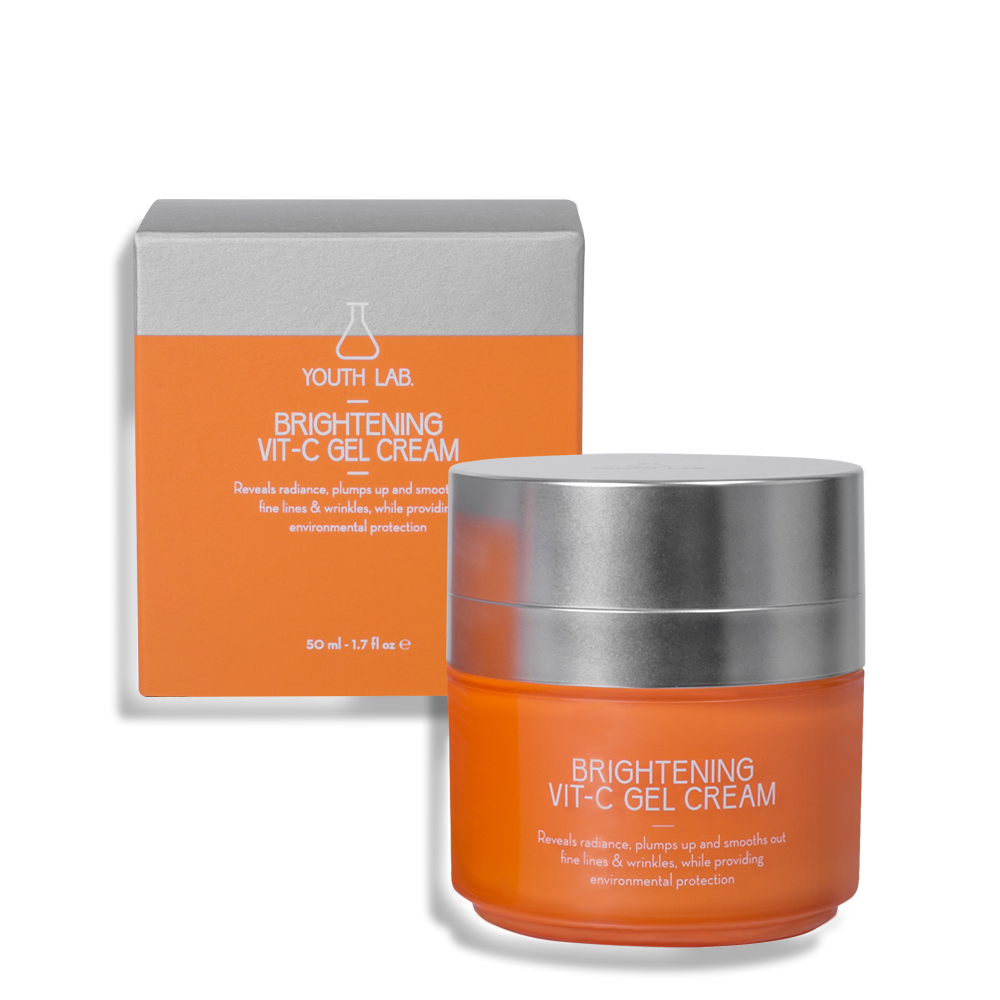 YOUTH LAB.
BRIGHTENING
VIT-C GEL CREAM
Reveals radiance, plumps up and
fine lines & wrinkles, while
environmental protection
50 ml - 1.7 fl oz ℮
BRIGHTENING
VIT-C GEL CREAM
Reveals radiance, plumps up and smooths out
fine lines & wrinkles, while providing
environmental protection